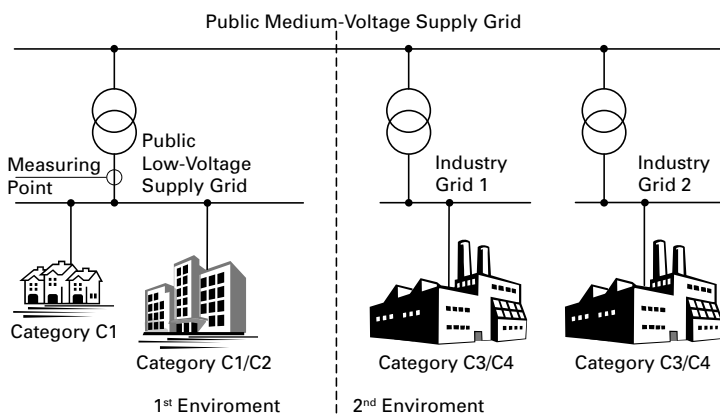 Public Medium-Voltage Supply Grid
Public
Low-Voltage
Supply Grid
Measuring
Point
Industry
Grid 1
Industry
Grid 2
Category C1
Category C1/C2
Category C3/C4
Category C3/C4
1st Enviroment
2nd Enviroment